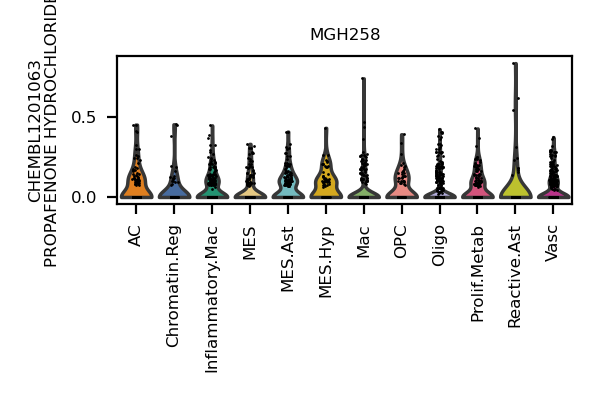 MGH258
CHEMBL1201063
PROPAFENONE HYDROCHLORIDE
0.5
0.0
AC
Chromatin.Reg
Inflammatory.Mac
MES
MES.Ast
MES.Hyp
Mac
OPC
Oligo
Prolif.Metab
Reactive.Ast
Vasc